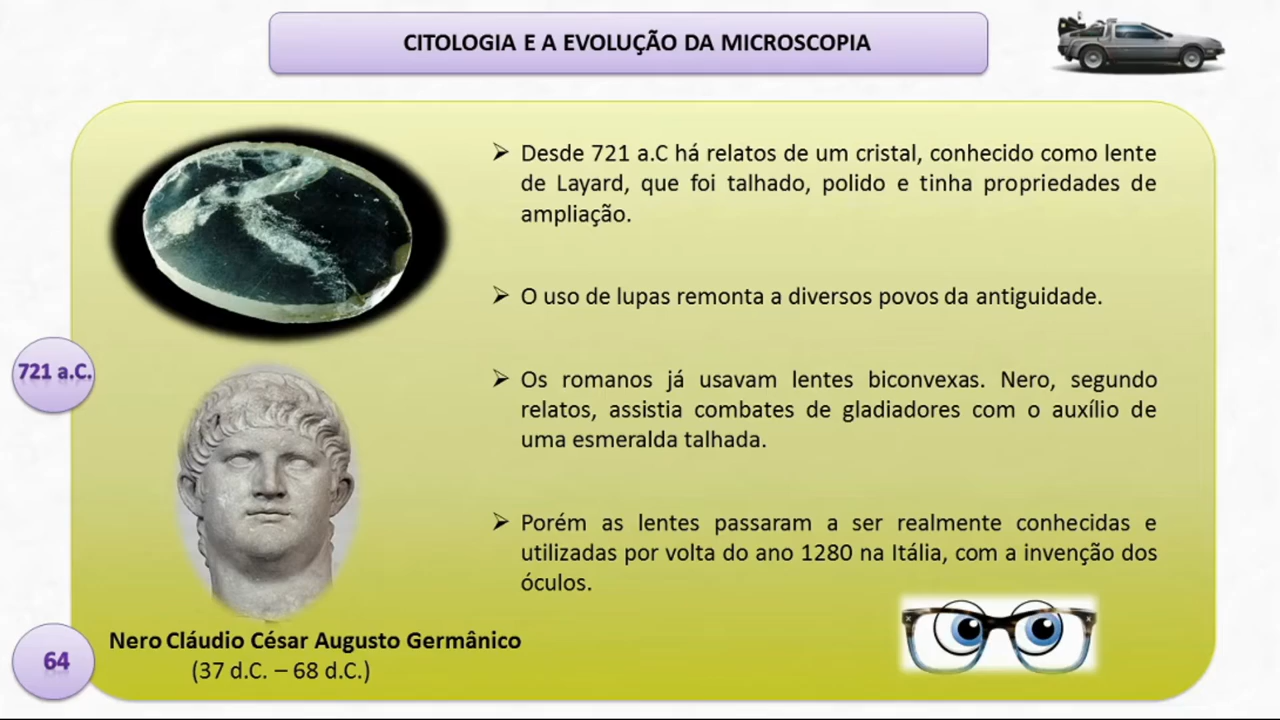 CITOLOGIA E A EVOLUÇÃO DA MICROSCOPIA
➢ Desde 721 a.C há relatos de um cristal, conhecido como lente
de Layard, que foi talhado, polido e tinha propriedades de
ampliação.
➢ O uso de lupas remonta a diversos povos da antiguidade.
721 a.C.
➢ Os romanos já usavam lentes biconvexas. Nero, segundo
relatos, assistia combates de gladiadores com o auxílio de
uma esmeralda talhada.
➢ Porém as lentes passaram a ser realmente conhecidas e
utilizadas por volta do ano 1280 na Itália, com a invenção dos
óculos.
64
Nero Cláudio César Augusto Germânico
(37 d.C. – 68 d.C.)